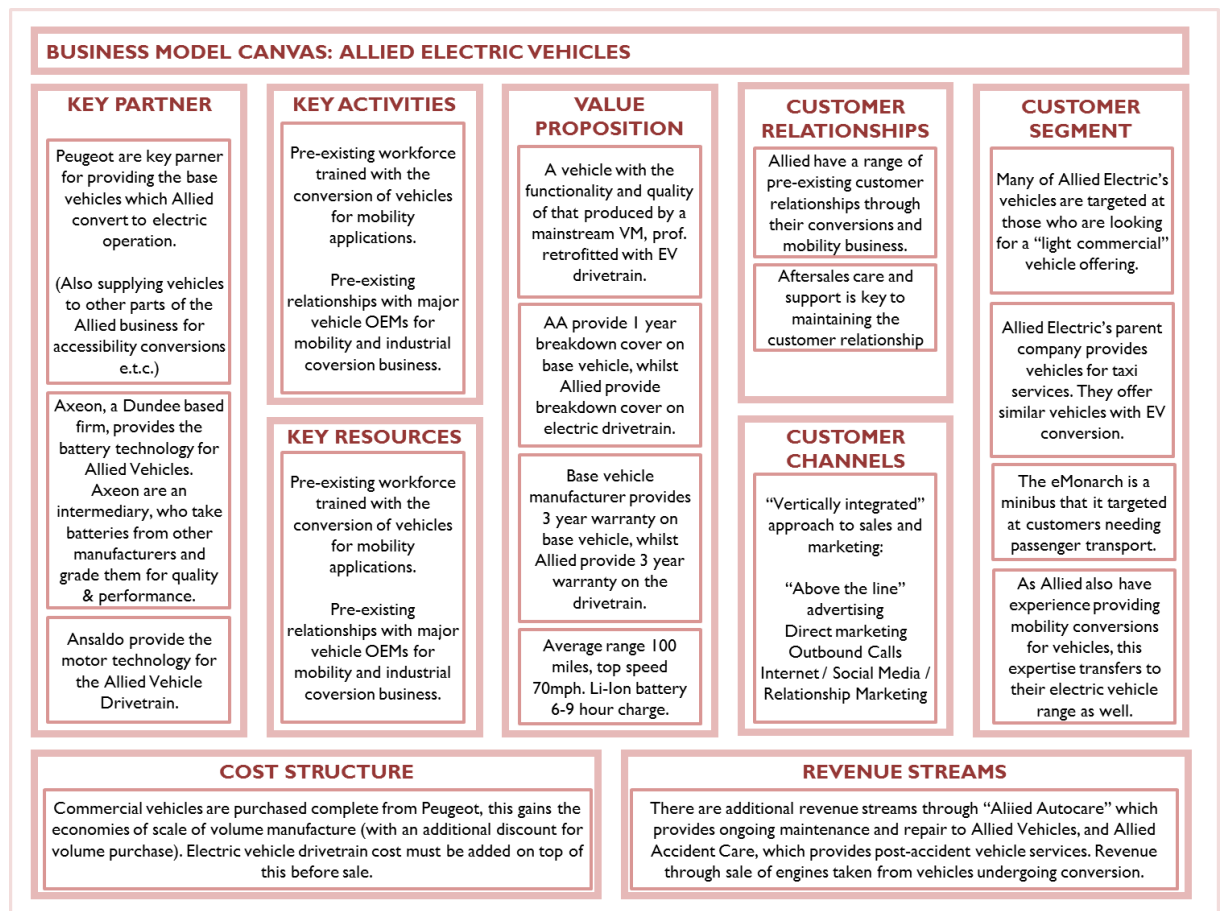 BUSINESS MODEL CANVAS: ALLIED ELECTRIC VEHICLES
KEY PARTNER
Peugeot are key parner
for providing the base
vehicles which Allied
convert to electric
operation.
(Also supplying vehicles
to other parts of the
Allied business for
accessibility conversions
e.t.c.)
Axeon, a Dundee based
firm, provides the
battery technology for
Allied Vehicles.
Axeon are an
intermediary, who take
batteries from other
manufacturers and
grade them for quality
& performance.
Ansaldo provide the
motor technology for
the Allied Vehicle
Drivetrain.
KEY ACTIVITIES
Pre-existing workforce
trained with the
conversion of vehicles
for mobility
applications.
Pre-existing
relationships with major
vehicle OEMs for
mobility and industrial
coversion business.
KEY RESOURCES
Pre-existing workforce
trained with the
conversion of vehicles
for mobility
applications.
Pre-existing
relationships with major
vehicle OEMs for
mobility and industrial
coversion business.
VALUE
PROPOSITION
A vehicle with the
functionality and quality
of that produced by a
mainstream VM, prof.
retrofitted with EV
drivetrain.
AA provide 1 year
breakdown cover on
base vehicle, whilst
Allied provide
breakdown cover on
electric drivetrain.
Base vehicle
manufacturer provides
3 year warranty on
base vehicle, whilst
Allied provide 3 year
warranty on the
drivetrain.
Average range 100
miles, top speed
70mph. Li-Ion battery
6-9 hour charge.
CUSTOMER
RELATIONSHIPS
Allied have a range of
pre-existing customer
relationships through
their conversions and
mobility business.
Aftersales care and
support is key to
maintaining the
customer relationship
CUSTOMER
CHANNELS
“Vertically integrated”
approach to sales and
marketing:
“Above the line”
advertising
Direct marketing
Outbound Calls
Internet / Social Media /
Relationship Marketing
CUSTOMER
SEGMENT
Many of Allied Electric’s
vehicles are targeted at
those who are looking
for a “light commercial”
vehicle offering.
Allied Electric’s parent
company provides
vehicles for taxi
services. They offer
similar vehicles with EV
conversion.
The eMonarch is a
minibus that it targeted
at customers needing
passenger transport.
As Allied also have
experience providing
mobility conversions
for vehicles, this
expertise transfers to
their electric vehicle
range as well.
COST STRUCTURE
Commercial vehicles are purchased complete from Peugeot, this gains the
economies of scale of volume manufacture (with an additional discount for
volume purchase). Electric vehicle drivetrain cost must be added on top of
this before sale.
REVENUE STREAMS
There are additional revenue streams through “Aliied Autocare” which
provides ongoing maintenance and repair to Allied Vehicles, and Allied
Accident Care, which provides post-accident vehicle services. Revenue
through sale of engines taken from vehicles undergoing conversion.